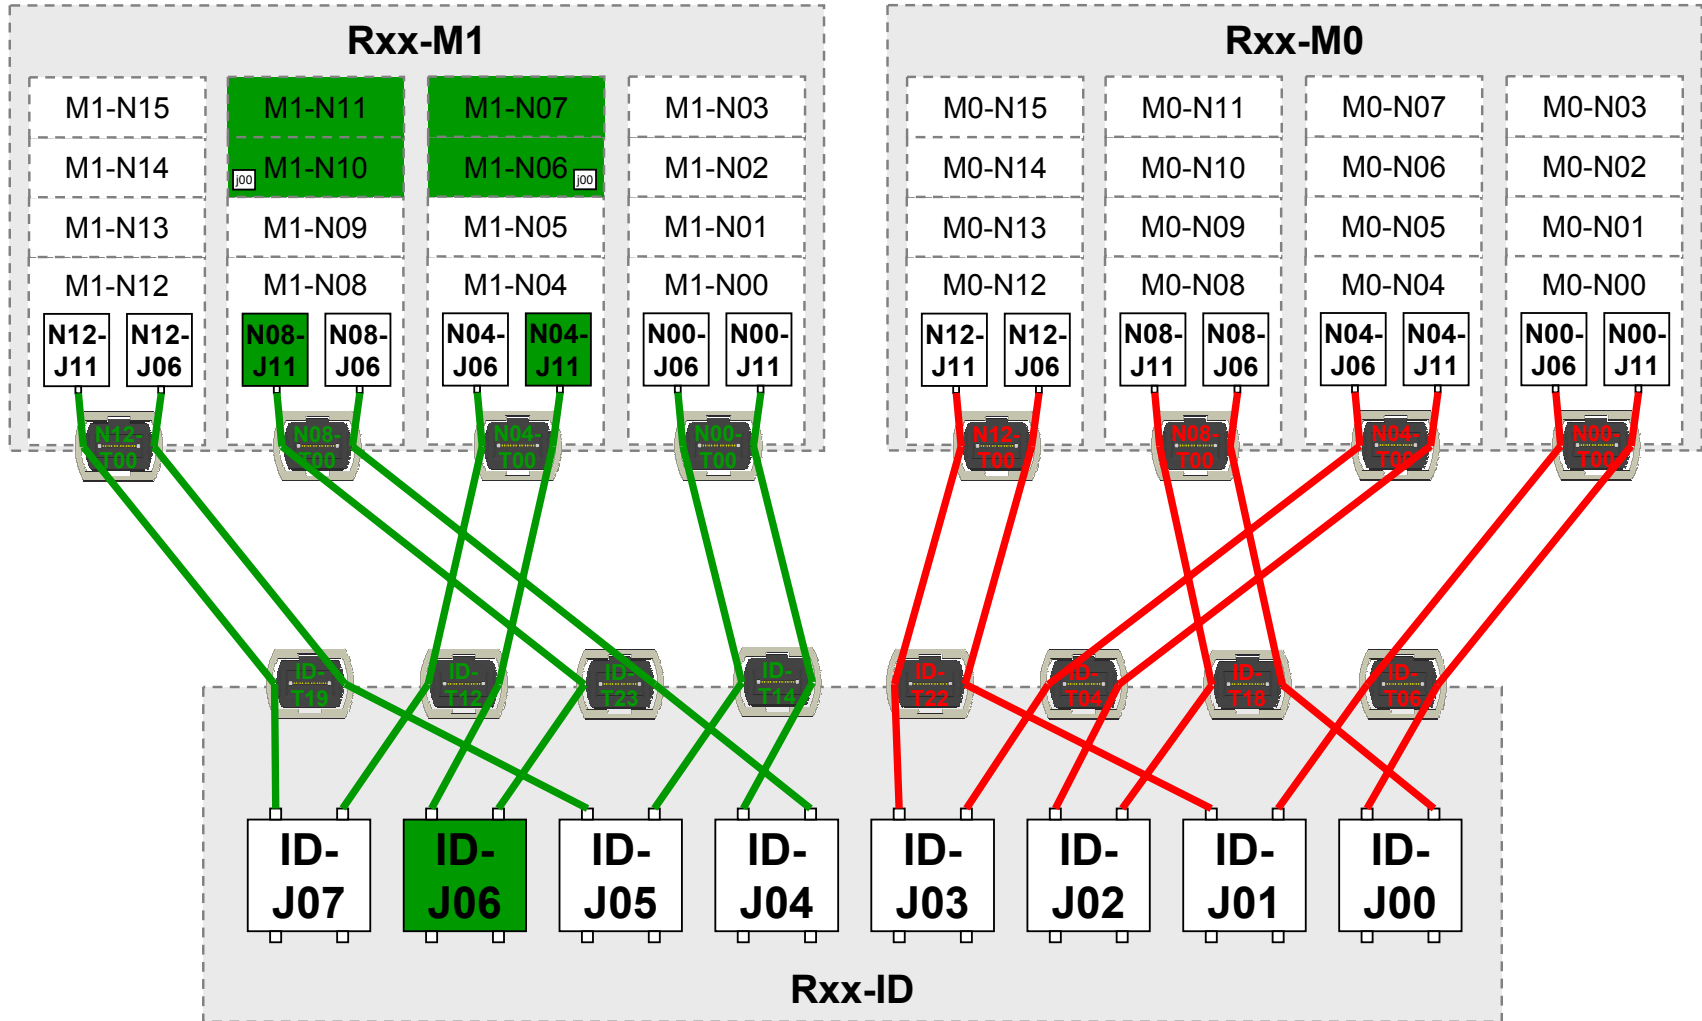 Rxx-M1
Rxx-M0
M1-N15
M1-N11
M1-N07
M1-N03
M0-N15
M0-N11
M0-N07
M0-N03
M1-N14
M1-N10
M1-N06
M1-N02
M0-N14
M0-N10
M0-N06
M0-N02
j00
j00
M1-N13
M1-N09
M1-N05
M1-N01
M0-N13
M0-N09
M0-N05
M0-N01
M1-N12
M1-N08
M1-N04
M1-N00
M0-N12
M0-N08
M0-N04
M0-N00
N12-
J11
N12-
J06
N08-
J11
N08-
J06
N04-
J06
N04-
J11
N00-
J06
N00-
J11
N12-
J11
N12-
J06
N08-
J11
N08-
J06
N04-
J06
N04-
J11
N00-
J06
N00-
J11
N12-
T00
N08-
T00
N04-
T00
N00-
T00
N12-
T00
N08-
T00
N04-
T00
N00-
T00
ID-
T19
ID-
T12
ID-
T23
ID-
T14
ID-
T22
ID-
T04
ID-
T18
ID-
T06
ID-
J07
ID-
J06
ID-
J05
ID-
J04
ID-
J03
ID-
J02
ID-
J01
ID-
J00
Rxx-ID